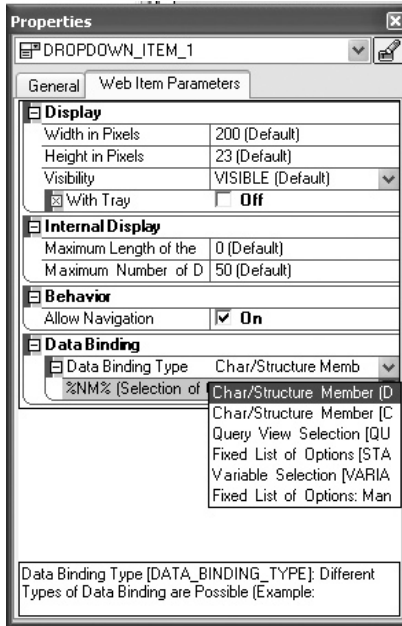 Properties
DROPDOWN_ITEM_1
General Web Item Parameters
Display
Width in Pixels 200 (Default)
Height in Pixels 23 (Default)
Visibility VISIBLE (Default)
With Tray Off
Internal Display
Maximum Length of the 0 (Default)
Maximum Number of D 50 (Default)
Behavior
Allow Navigation On
Data Binding
Data Binding Type Char/Structure Memb
%NM% (Selection of
Char/Structure Member [D
Char/Structure Member [C
Query View Selection [QU
Fixed List of Options [STA
Variable Selection [VARIA
Fixed List of Options: Man
Data Binding Type [DATA_BINDING_TYPE]: Different
Types of Data Binding are Possible (Example: